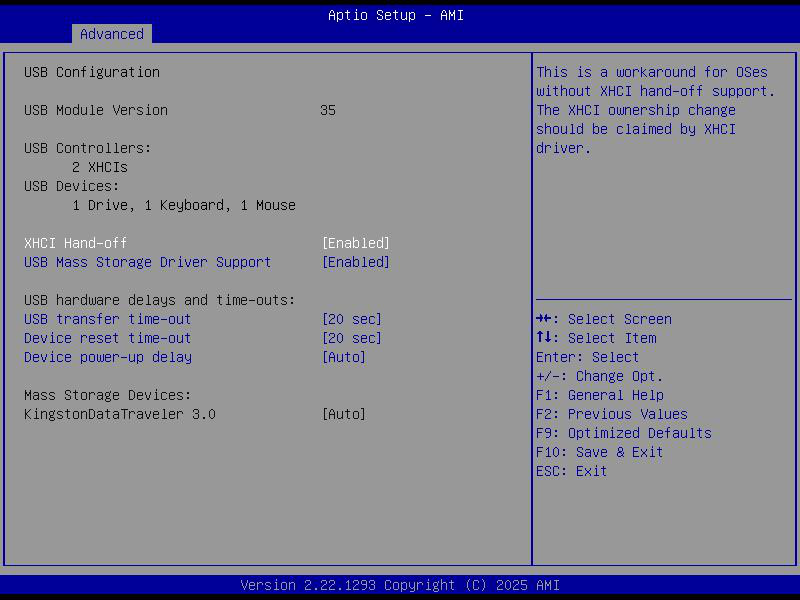 Aptio Setup - AMI
Advanced
USB Configuration
USB Module Version 35
USB Controllers:
2 XHCIs
USB Devices:
1 Drive, 1 Keyboard, 1 Mouse
XHCI Hand-off [Enabled]
USB Mass Storage Driver Support [Enabled]
USB hardware delays and time-outs:
USB transfer time-out [20 sec]
Device reset time-out [20 sec]
Device power-up delay [Auto]
Mass Storage Devices:
KingstonDataTraveler 3.0 [Auto]
This is a workaround for OSes
without XHCI hand-off support.
The XHCI ownership change
should be claimed by XHCI
driver.
→←: Select Screen
↑↓: Select Item
Enter: Select
+/-: Change Opt.
F1: General Help
F2: Previous Values
F9: Optimized Defaults
F10: Save & Exit
ESC: Exit
Version 2.22.1293 Copyright (C) 2025 AMI